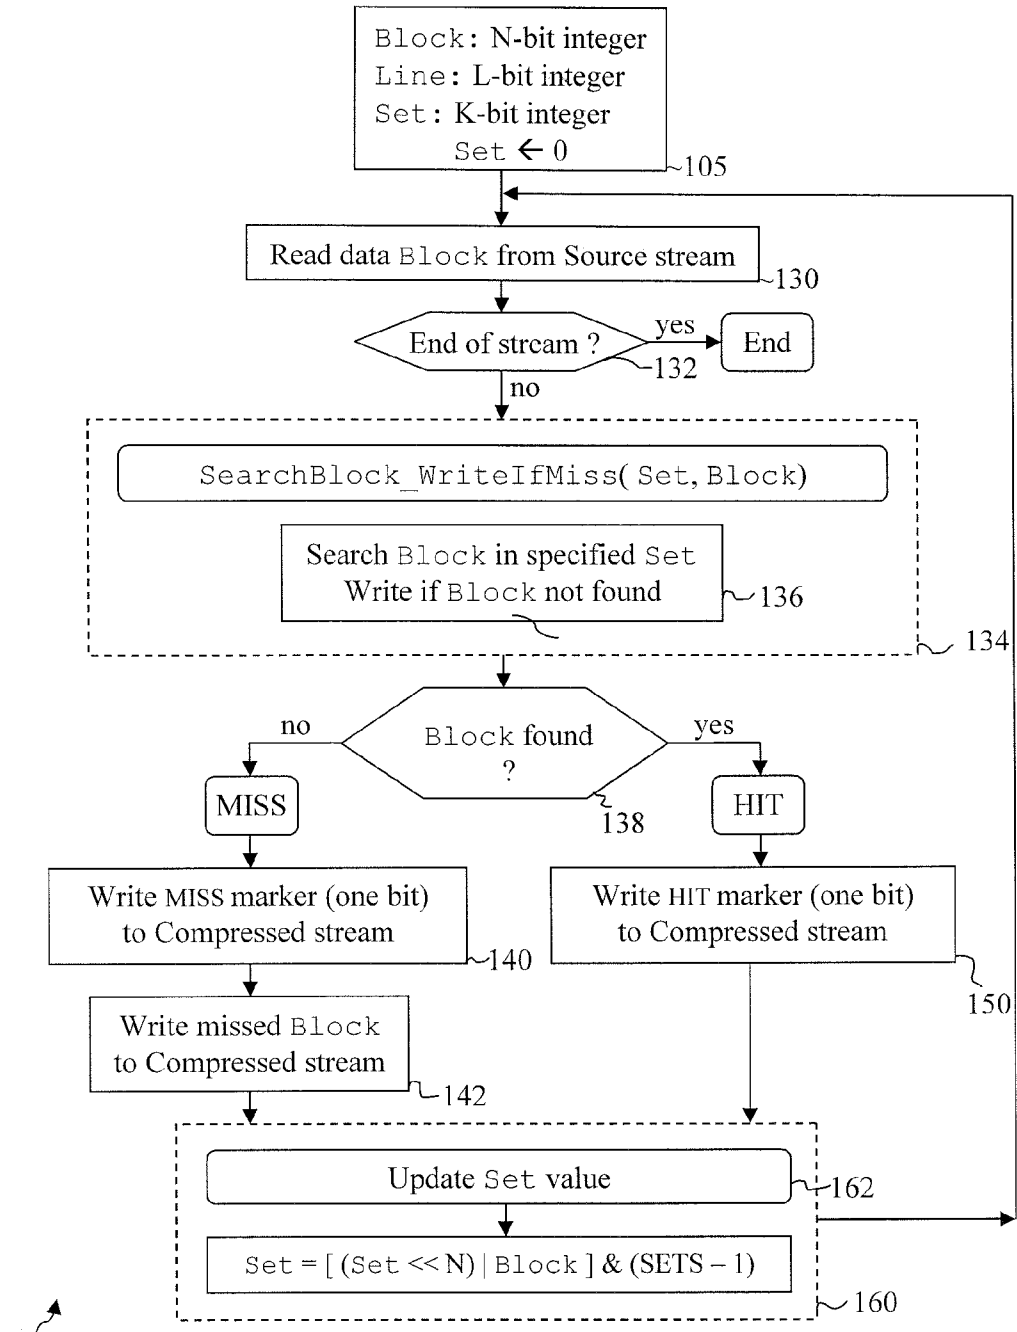 Block: N-bit integer
Line: L-bit integer
Set: K-bit integer
Set ← 0
105
Read data Block from Source stream
130
End of stream ?
yes
End
132
no
SearchBlock_WriteIfMiss( Set, Block)
Search Block in specified Set
Write if Block not found
136
134
no
Block found
?
yes
138
MISS
HIT
Write MISS marker (one bit)
to Compressed stream
140
Write HIT marker (one bit)
to Compressed stream
150
Write missed Block
to Compressed stream
142
Update Set value
162
Set = [ (Set << N) | Block ] & (SETS – 1)
160